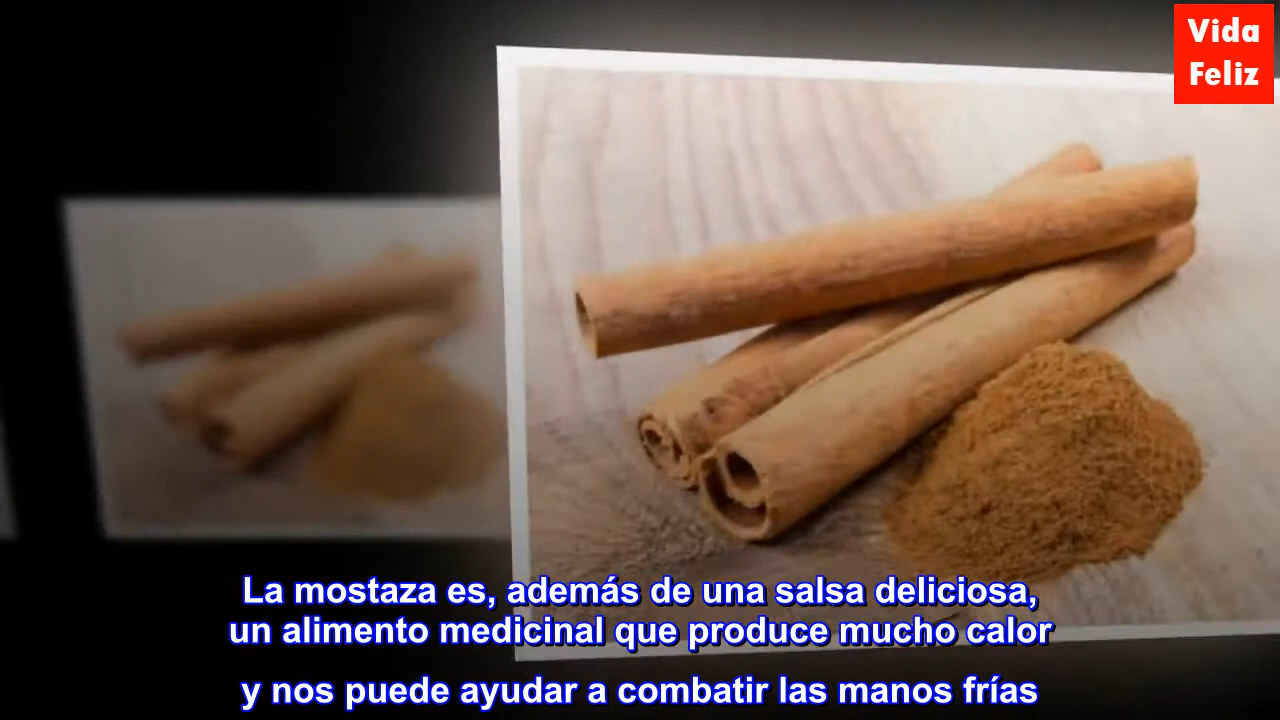 Vida
Feliz
La mostaza es, además de una salsa deliciosa,
un alimento medicinal que produce mucho calor
y nos puede ayudar a combatir las manos frías